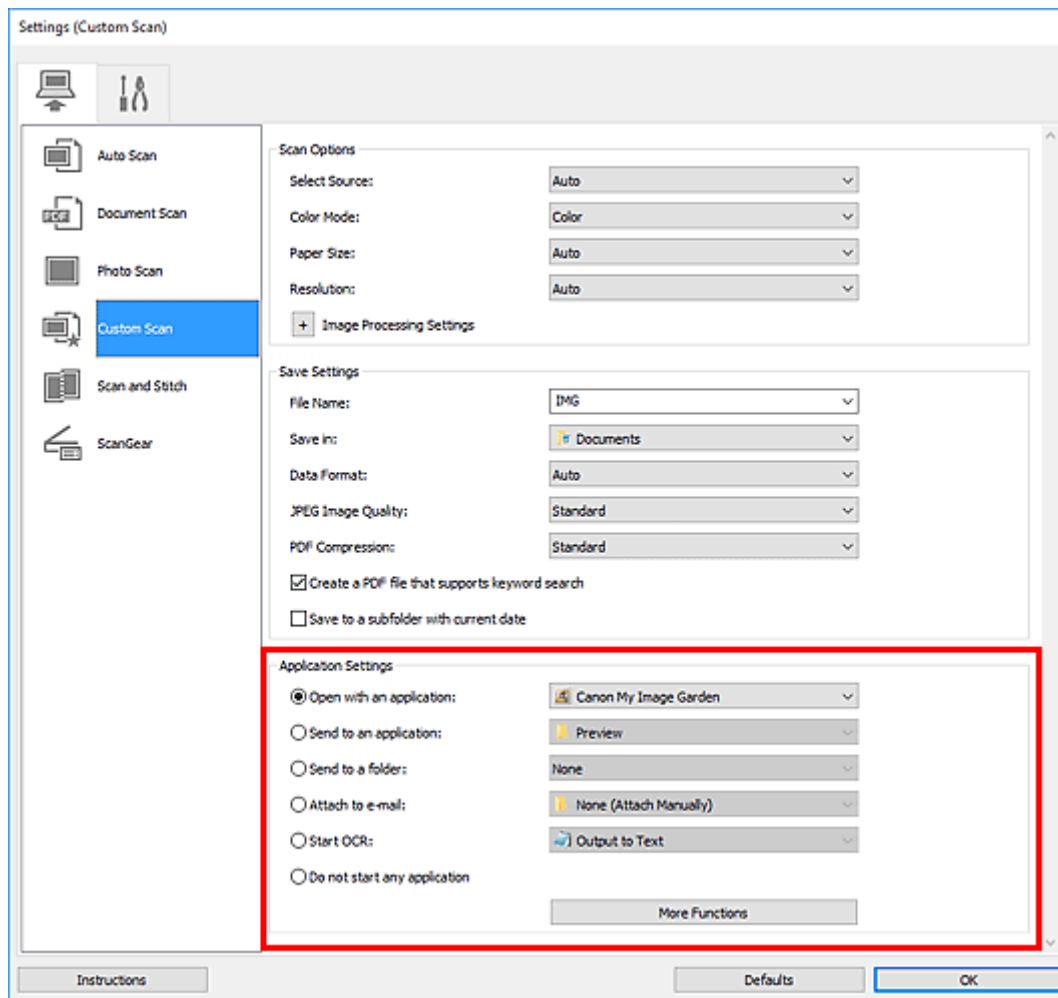 Settings (Custom Scan)
Auto Scan
Document Scan
Photo Scan
Custom Scan
Scan and Stitch
ScanGear
Scan Options
Select Source: Auto
Color Mode: Color
Paper Size: Auto
Resolution: Auto
+ Image Processing Settings
Save Settings
File Name: IMG
Save in: Documents
Data Format: Auto
JPEG Image Quality: Standard
PDF Compression: Standard
Create a PDF file that supports keyword search
Save to a subfolder with current date
Application Settings
Open with an application: Canon My Image Garden
Send to an application: Preview
Send to a folder: None
Attach to e-mail: None (Attach Manually)
Start OCR: Output to Text
Do not start any application
More Functions
Instructions Defaults OK